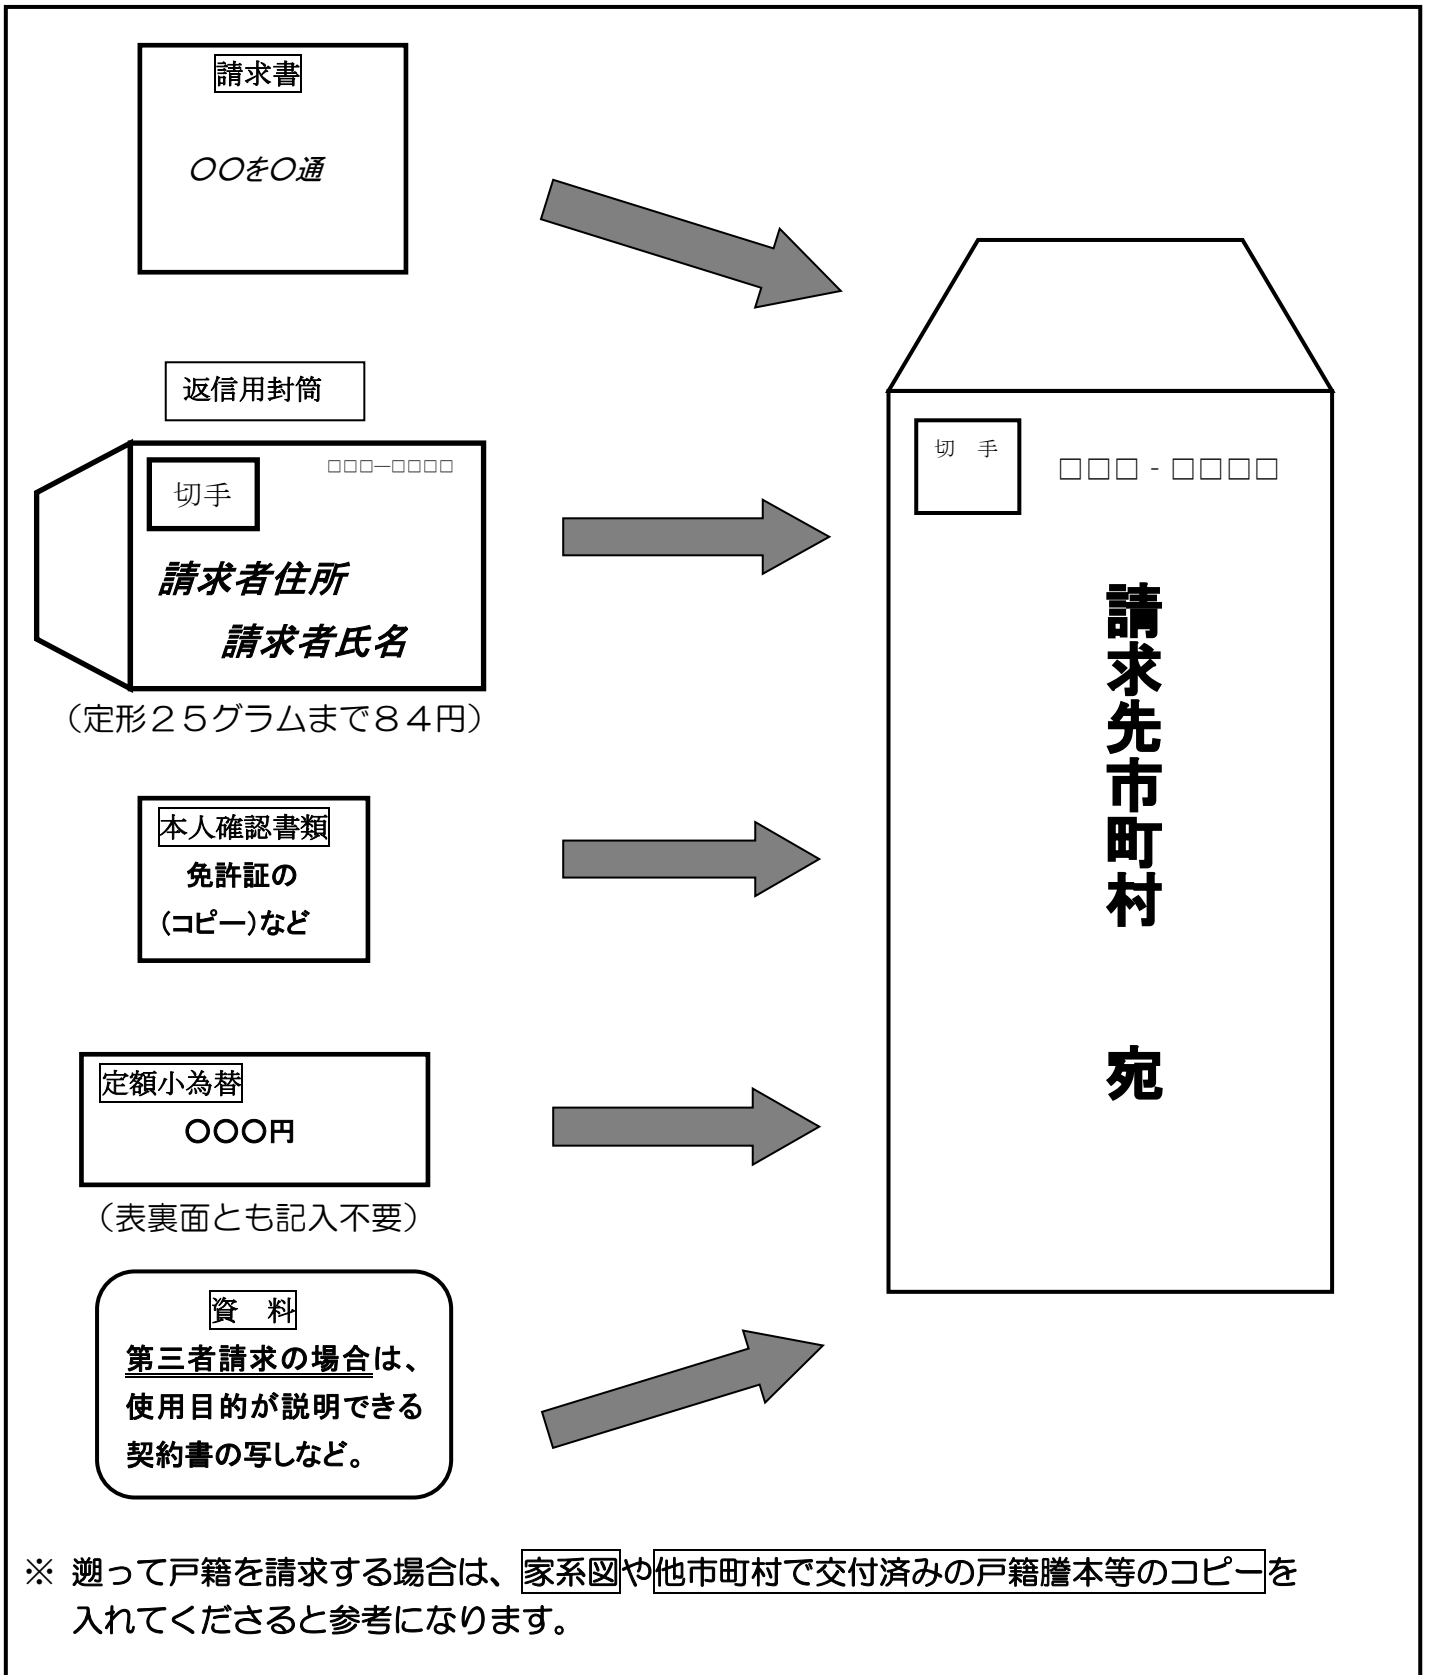 請求書
〇〇を〇通
返信用封筒
切手
□□□―□□□□
請求者住所
請求者氏名
（定形２５グラムまで８４円）
本人確認書類
免許証の
（コピー）など
定額小為替
〇〇〇円
（表裏面とも記入不要）
資　料
第三者請求の場合は、
使用目的が説明できる
契約書の写しなど。
切　手
□□□‐□□□□
請求先市町村　宛
※ 遡って戸籍を請求する場合は、家系図や他市町村で交付済みの戸籍謄本等のコピーを
入れてくださると参考になります。